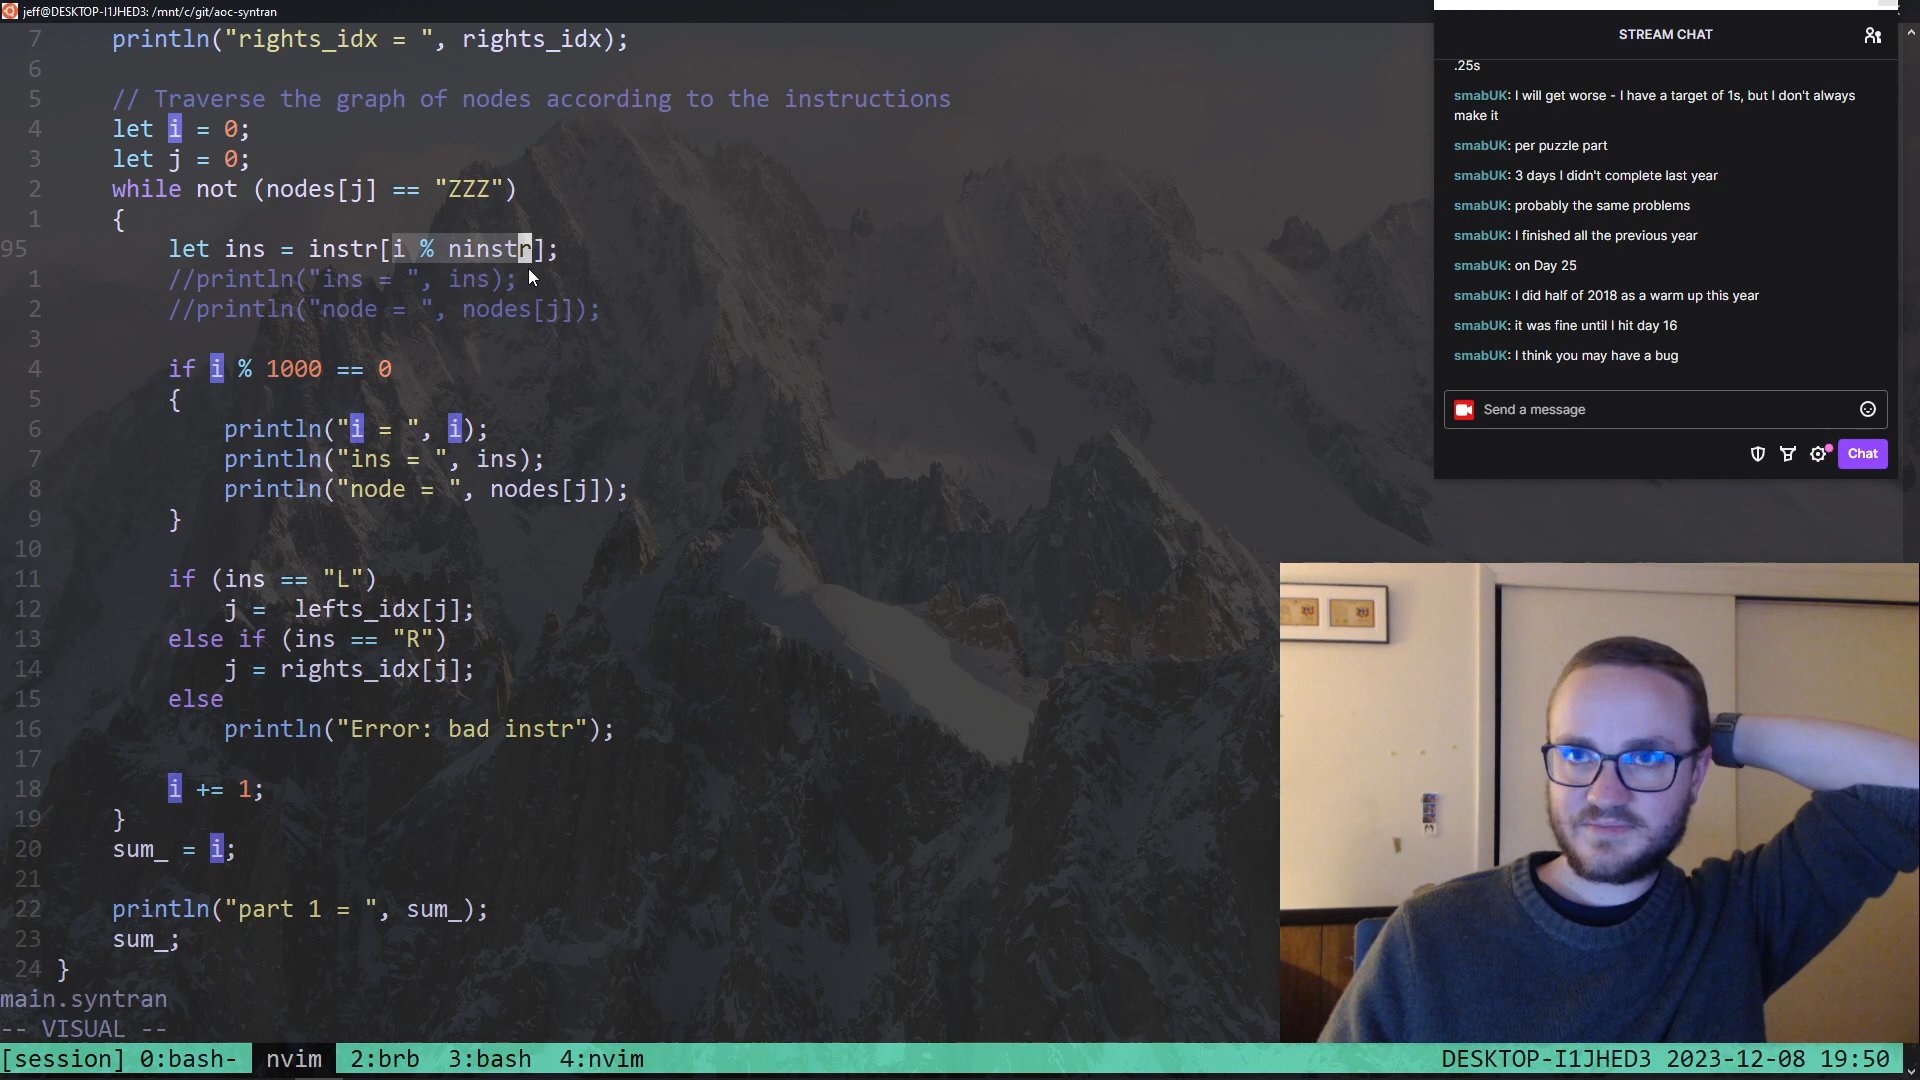 jeff@DESKTOP-I1JHED3: /mnt/c/git/aoc-syntran
7 println("rights_idx = ", rights_idx);
6
5 // Traverse the graph of nodes according to the instructions
4 let i = 0;
3 let j = 0;
2 while not (nodes[j] == "ZZZ")
1 {
95 let ins = instr[i % ninstr];
1 //println("ins = ", ins);
2 //println("node = ", nodes[j]);
3
4 if i % 1000 == 0
5 {
6 println("i = ", i);
7 println("ins = ", ins);
8 println("node = ", nodes[j]);
9 }
10
11 if (ins == "L")
12 j =  lefts_idx[j];
13 else if (ins == "R")
14 j = rights_idx[j];
15 else
16 println("Error: bad instr");
17
18 i += 1;
19 }
20 sum_ = i;
21
22 println("part 1 = ", sum_);
23 sum_;
24 }
main.syntran
-- VISUAL --
[session] 0:bash- nvim 2:brb 3:bash 4:nvim DESKTOP-I1JHED3 2023-12-08 19:50
STREAM CHAT
.25s
smabUK: I will get worse - I have a target of 1s, but I don't always
make it
smabUK: per puzzle part
smabUK: 3 days I didn't complete last year
smabUK: probably the same problems
smabUK: I finished all the previous year
smabUK: on Day 25
smabUK: I did half of 2018 as a warm up this year
smabUK: it was fine until I hit day 16
smabUK: I think you may have a bug
Send a message
Chat